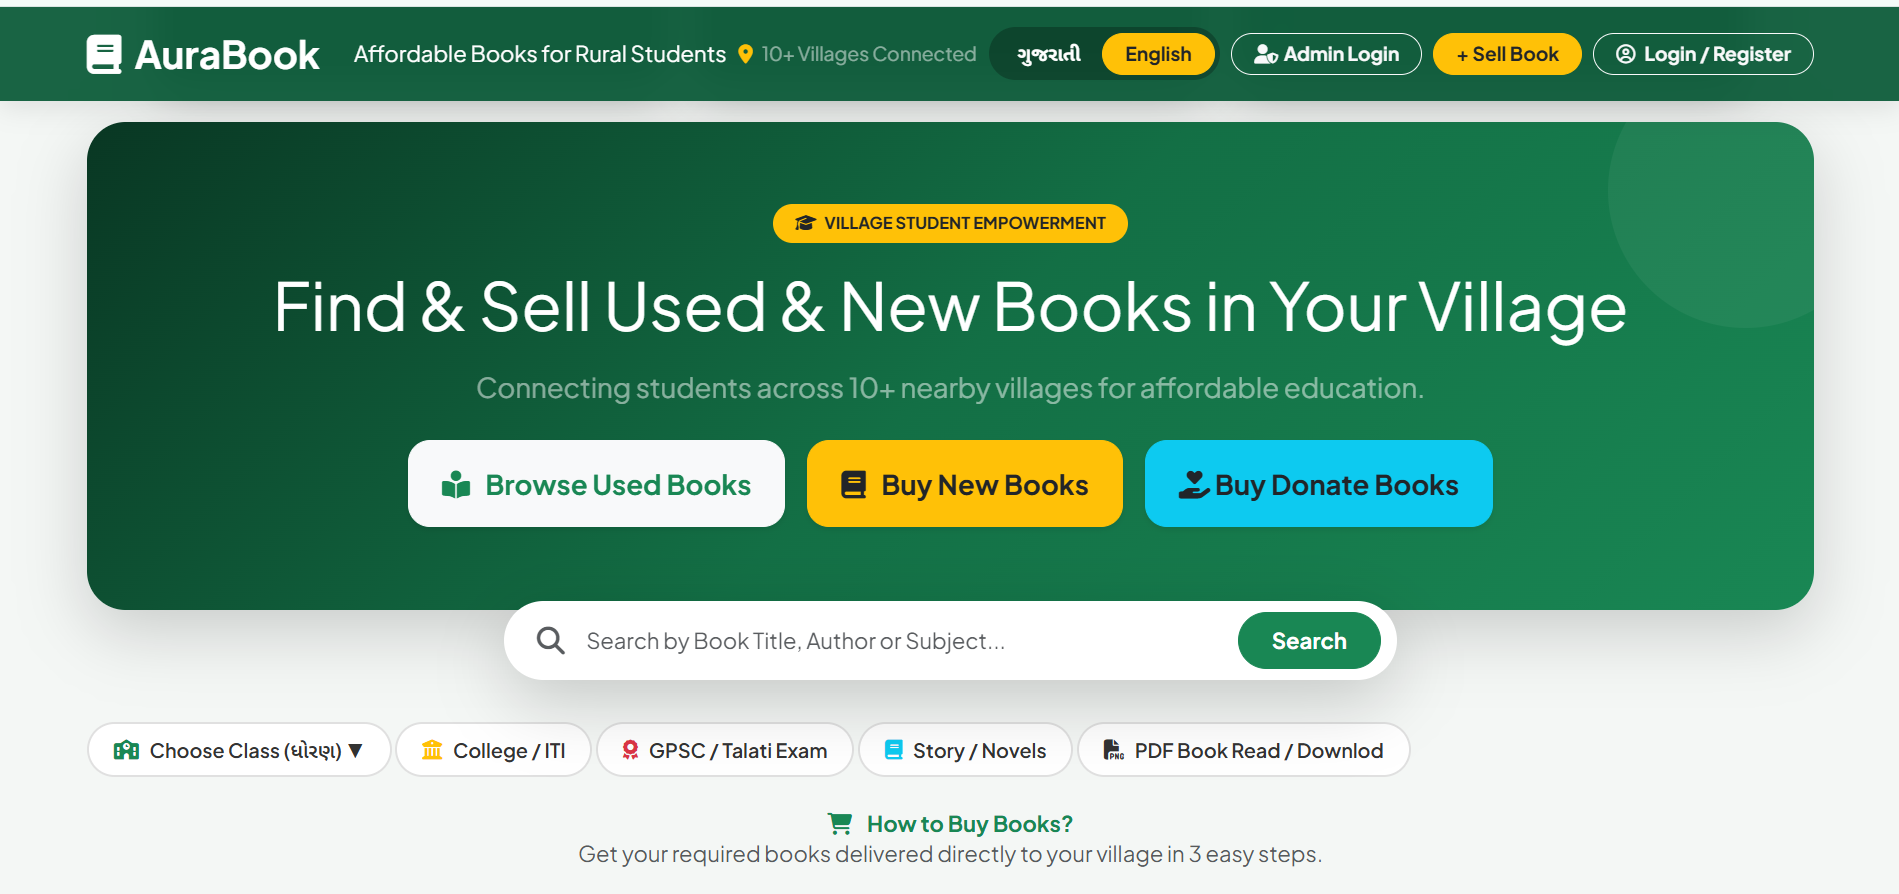 AuraBook Affordable Books for Rural Students 10+ Villages Connected ગુજરાતી English Admin Login + Sell Book Login / Register
VILLAGE STUDENT EMPOWERMENT
Find & Sell Used & New Books in Your Village
Connecting students across 10+ nearby villages for affordable education.
Browse Used Books Buy New Books Buy Donate Books
Search by Book Title, Author or Subject... Search
Choose Class (ધોરણ) ▼ College / ITI GPSC / Talati Exam Story / Novels PDF Book Read / Downlod
How to Buy Books?
Get your required books delivered directly to your village in 3 easy steps.